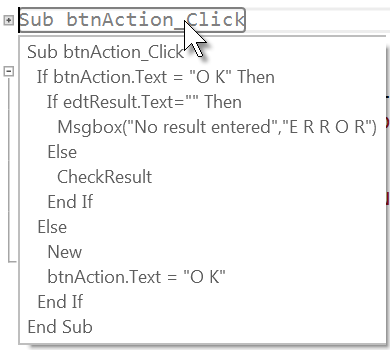 Sub btnAction_Click
Sub btnAction_Click
If btnAction.Text = "O K" Then
If edtResult.Text="" Then
Msgbox("No result entered","E R R O R")
Else
CheckResult
End If
Else
New
btnAction.Text = "O K"
End If
End Sub